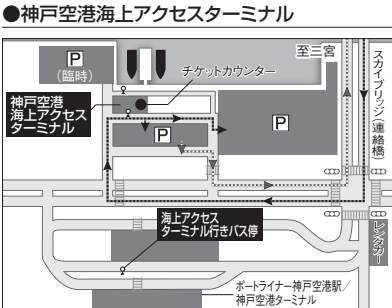 ●神戸空港海上アクセスターミナル
P
(臨時)
至三宮
チケットカウンター
スカイブリッジ(連絡橋)
神戸空港
海上アクセス
ターミナル
P
P
海上アクセス
ターミナル行きバス停
レンタカー
ポートライナー神戸空港駅/
神戸空港ターミナル